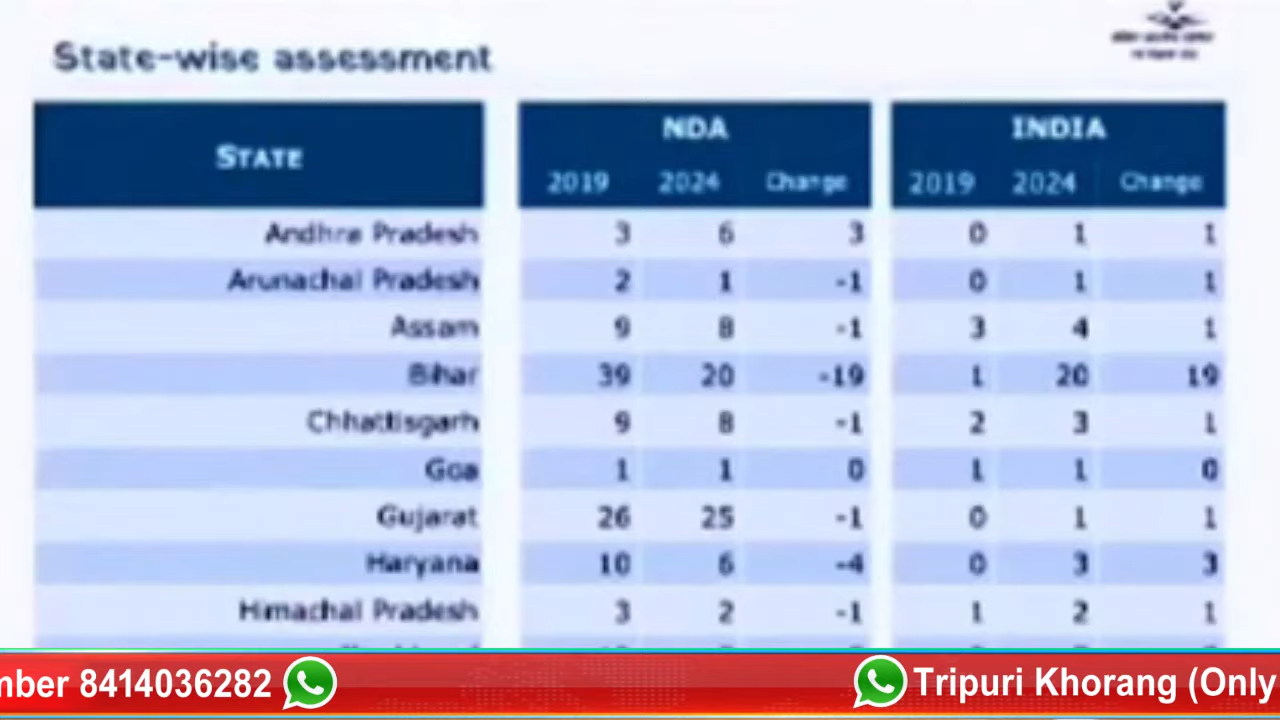 State-wise assessment
STATE NDA INDIA
2019 2024 Change 2019 2024 Change
Andhra Pradesh 3 6 3 0 1 1
Arunachal Pradesh 2 1 -1 0 1 1
Assam 9 8 -1 3 4 1
Bihar 39 20 -19 1 20 19
Chhattisgarh 9 8 -1 2 3 1
Goa 1 1 0 1 1 0
Gujarat 26 25 -1 0 1 1
Haryana 10 6 -4 0 3 3
Himachal Pradesh 3 2 -1 1 2 1
mber 8414036282 Tripuri Khorang (Only